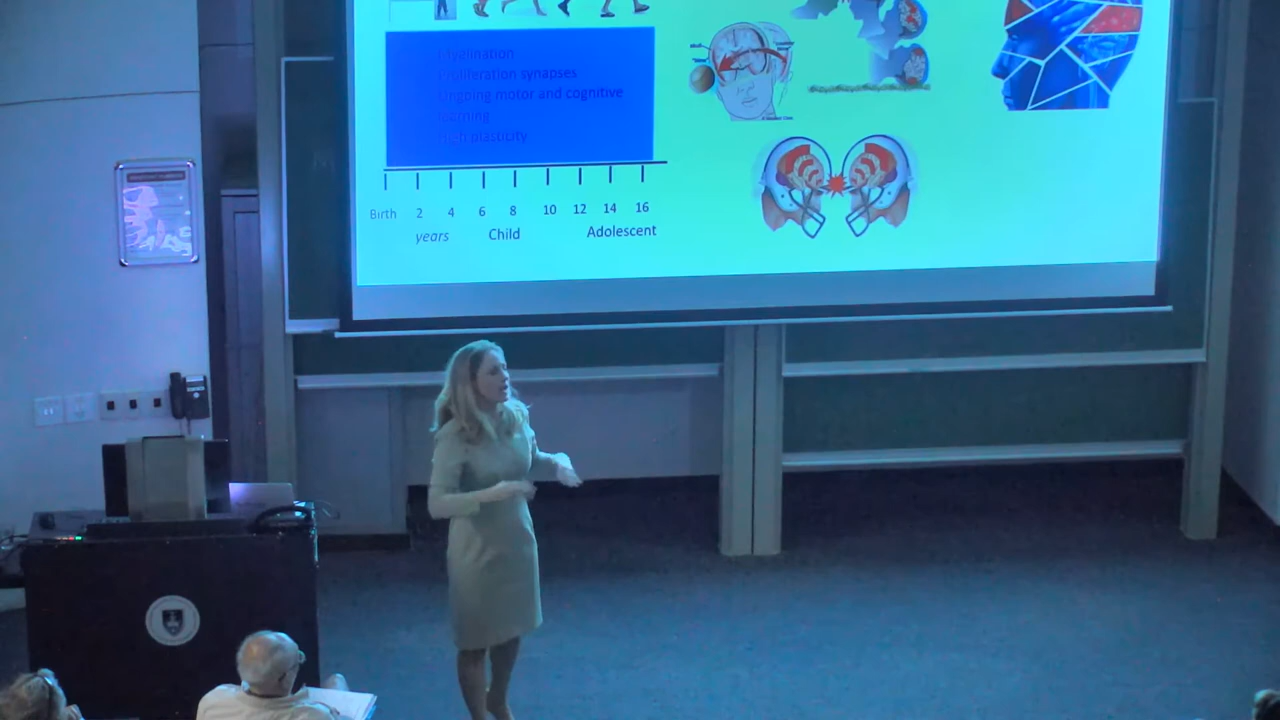 Myelination
Proliferation synapses
Ongoing motor and cognitive
learning
High plasticity
Birth 2 4 6 8 10 12 14 16
years Child Adolescent